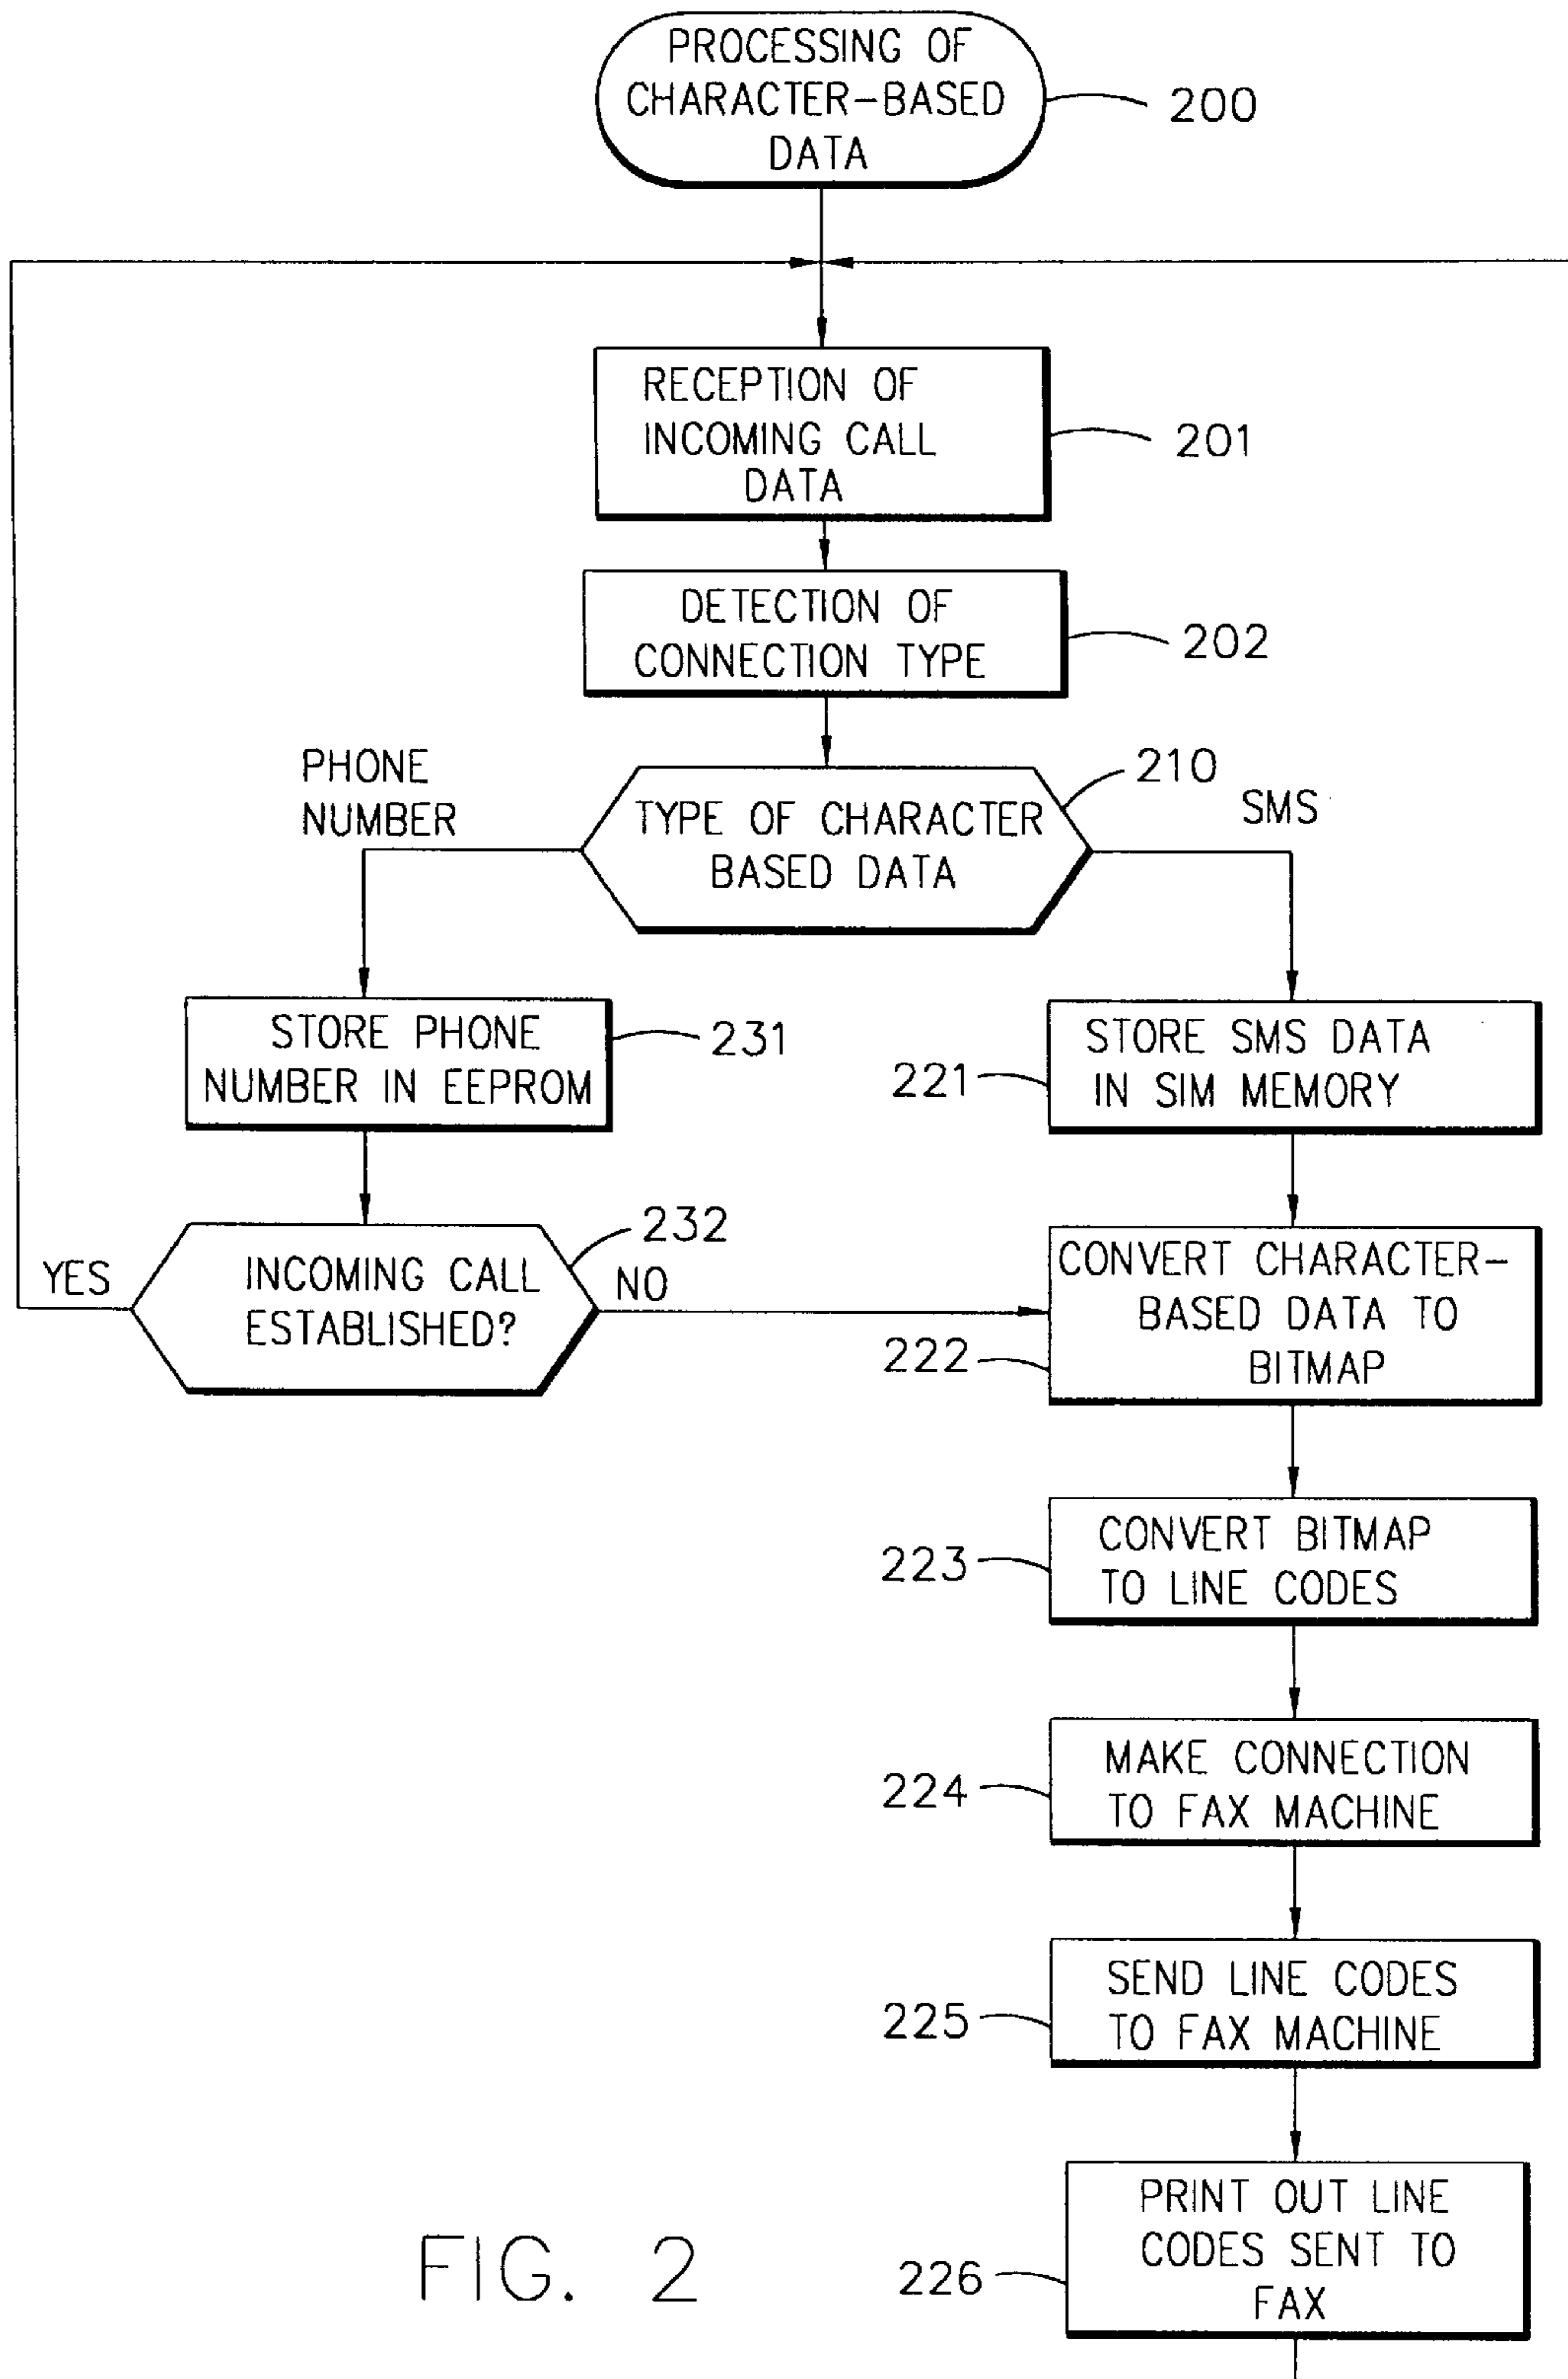 PROCESSING OF
CHARACTER-BASED
DATA
200
RECEPTION OF
INCOMING CALL
DATA
201
DETECTION OF
CONNECTION TYPE
202
PHONE
NUMBER
TYPE OF CHARACTER
BASED DATA
210
SMS
STORE PHONE
NUMBER IN EEPROM
231
221
STORE SMS DATA
IN SIM MEMORY
YES
INCOMING CALL
ESTABLISHED?
232
NO
CONVERT CHARACTER-
BASED DATA TO
BITMAP
222
CONVERT BITMAP
TO LINE CODES
223
MAKE CONNECTION
TO FAX MACHINE
224
SEND LINE CODES
TO FAX MACHINE
225
PRINT OUT LINE
CODES SENT TO
FAX
226
FIG. 2